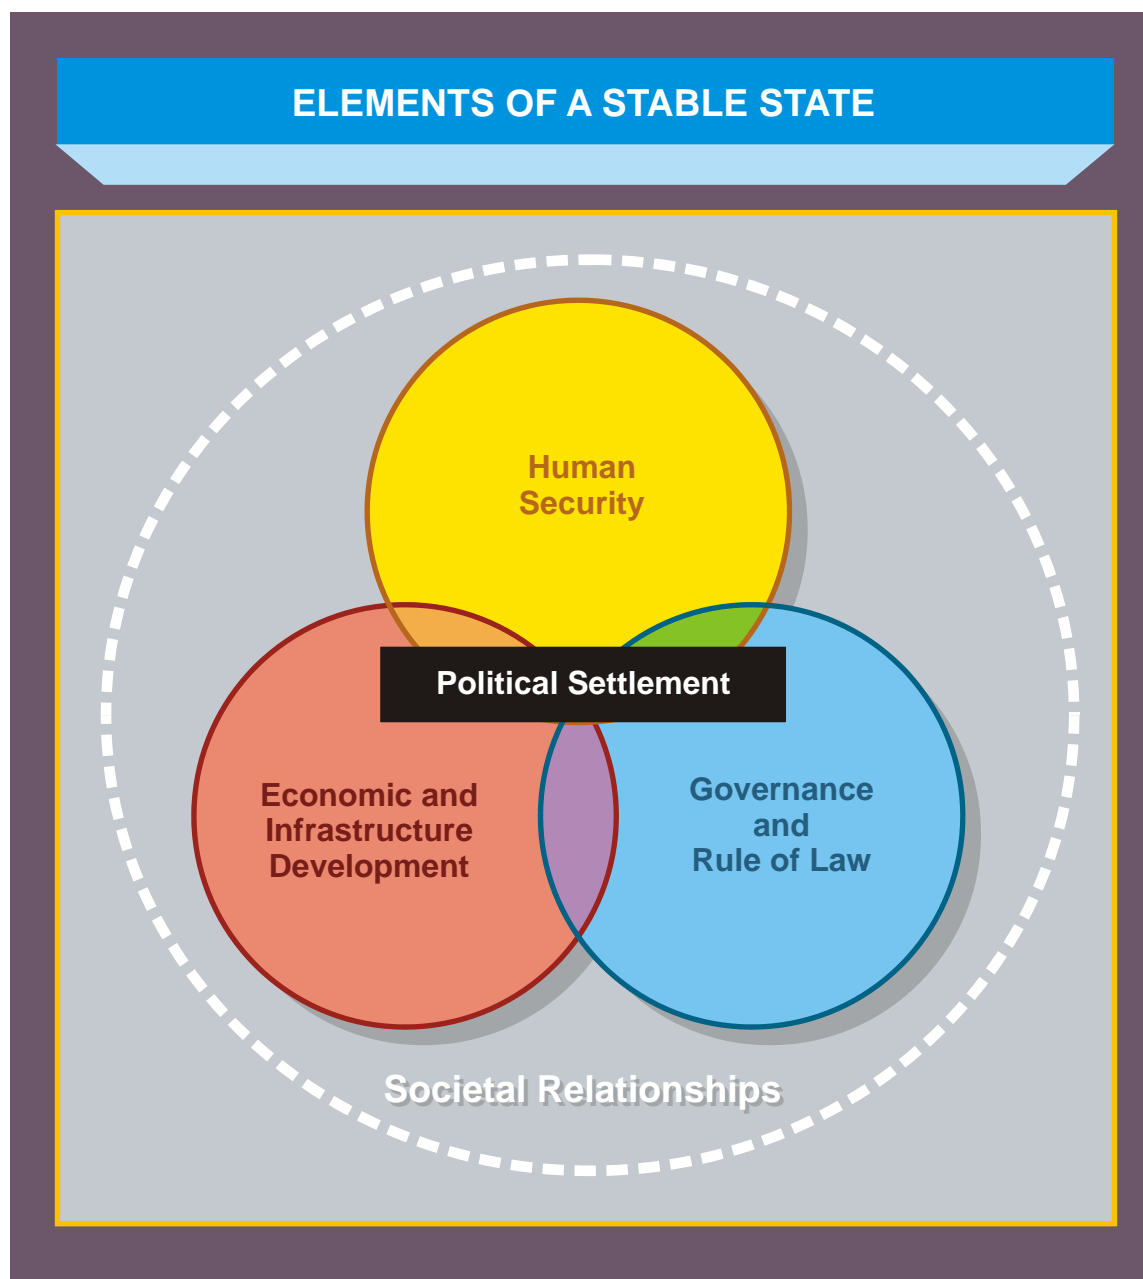 ELEMENTS OF A STABLE STATE
Human
Security
Political Settlement
Economic and
Infrastructure
Development
Governance
and
Rule of Law
Societal Relationships